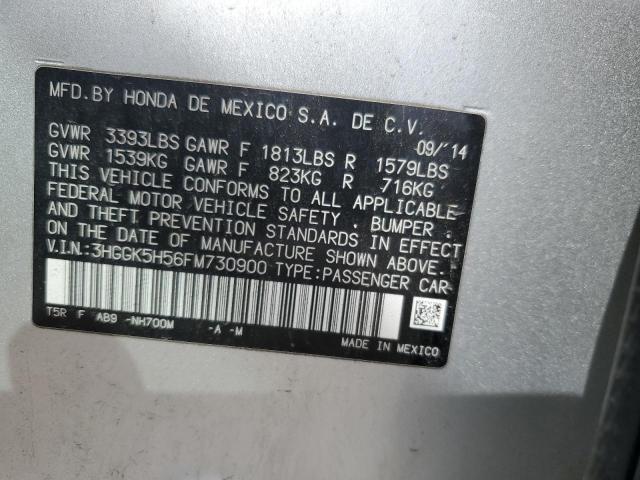 MFD. BY HONDA DE MEXICO S.A. DE C.V.
09/'14
GVWR 3393LBS GAWR F 1813LBS R 1579LBS
GVWR 1539KG GAWR F 823KG R 716KG
THIS VEHICLE CONFORMS TO ALL APPLICABLE
FEDERAL MOTOR VEHICLE SAFETY . BUMPER .
AND THEFT PREVENTION STANDARDS IN EFFECT
ON THE DATE OF MANUFACTURE SHOWN ABOVE.
V.I.N.:3HGGK5H56FM730900 TYPE:PASSENGER CAR
T5R F AB9 -NH700M -A -M
MADE IN MEXICO